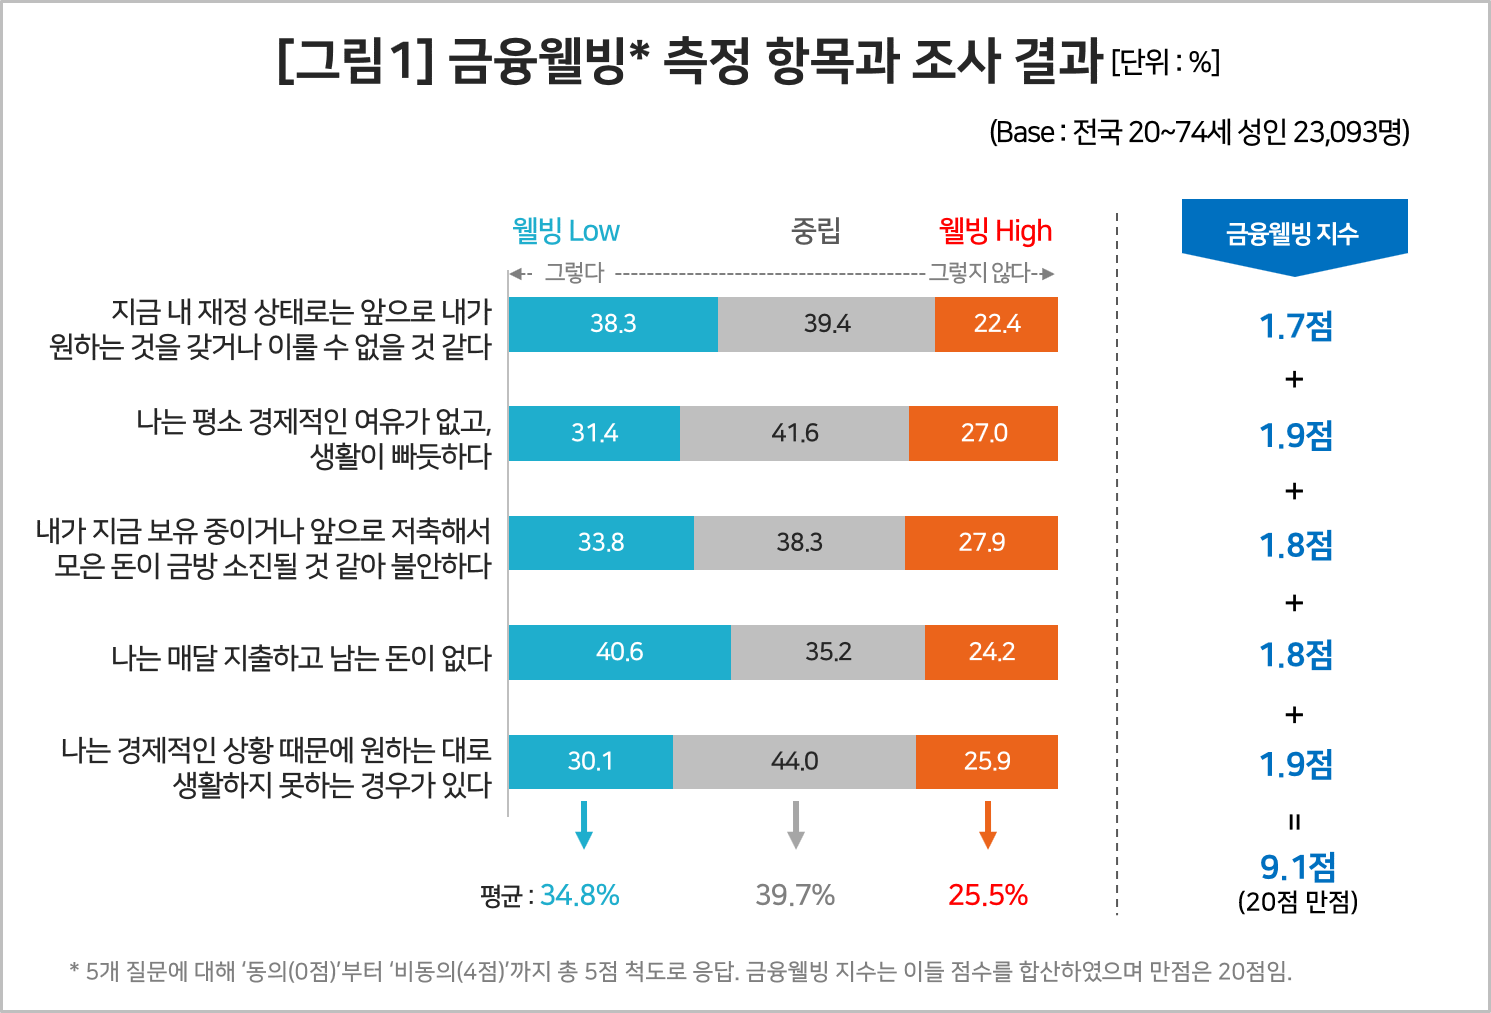 [그림1] 금융웰빙* 측정 항목과 조사 결과 [단위 : %]
(Base : 전국 20~74세 성인 23,093명)
웰빙 Low 중립 웰빙 High
금융웰빙 지수
그렇다 그렇지 않다
지금 내 재정 상태로는 앞으로 내가
원하는 것을 갖거나 이룰 수 없을 것 같다
38.3 39.4 22.4
1.7점
+
나는 평소 경제적인 여유가 없고,
생활이 빠듯하다
31.4 41.6 27.0
1.9점
+
내가 지금 보유 중이거나 앞으로 저축해서
모은 돈이 금방 소진될 것 같아 불안하다
33.8 38.3 27.9
1.8점
+
나는 매달 지출하고 남는 돈이 없다
40.6 35.2 24.2
1.8점
+
나는 경제적인 상황 때문에 원하는 대로
생활하지 못하는 경우가 있다
30.1 44.0 25.9
1.9점
=
평균 : 34.8% 39.7% 25.5%
9.1점
(20점 만점)
* 5개 질문에 대해 ‘동의(0점)’부터 ‘비동의(4점)’까지 총 5점 척도로 응답. 금융웰빙 지수는 이들 점수를 합산하였으며 만점은 20점임.